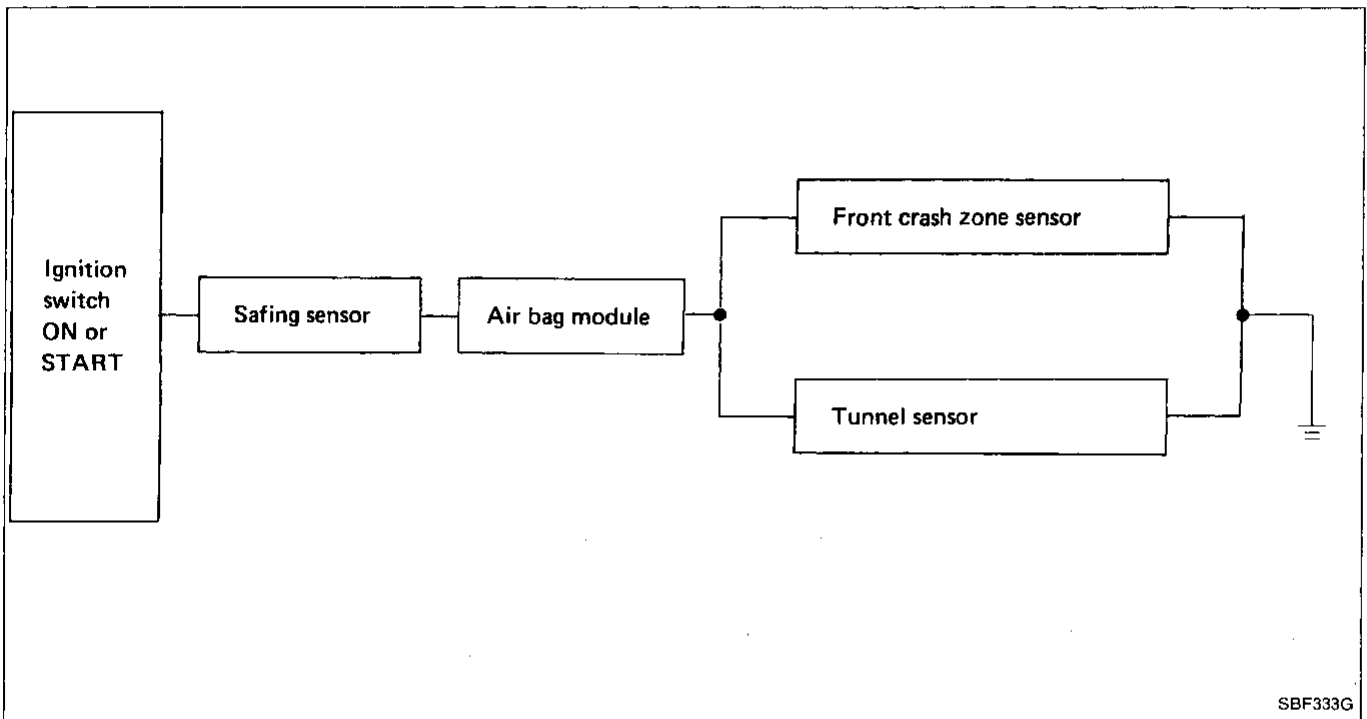 Ignition
switch
ON or
START
Safing sensor
Air bag module
Front crash zone sensor
Tunnel sensor
SBF333G